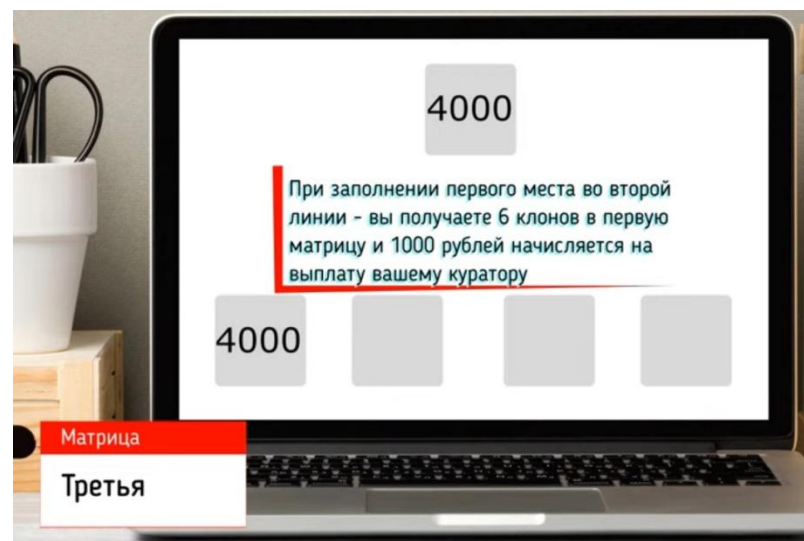 4000
При заполнении первого места во второй
линии - вы получаете 6 клонов в первую
матрицу и 1000 рублей начисляется на
выплату вашему куратору
4000
Матрица
Третья